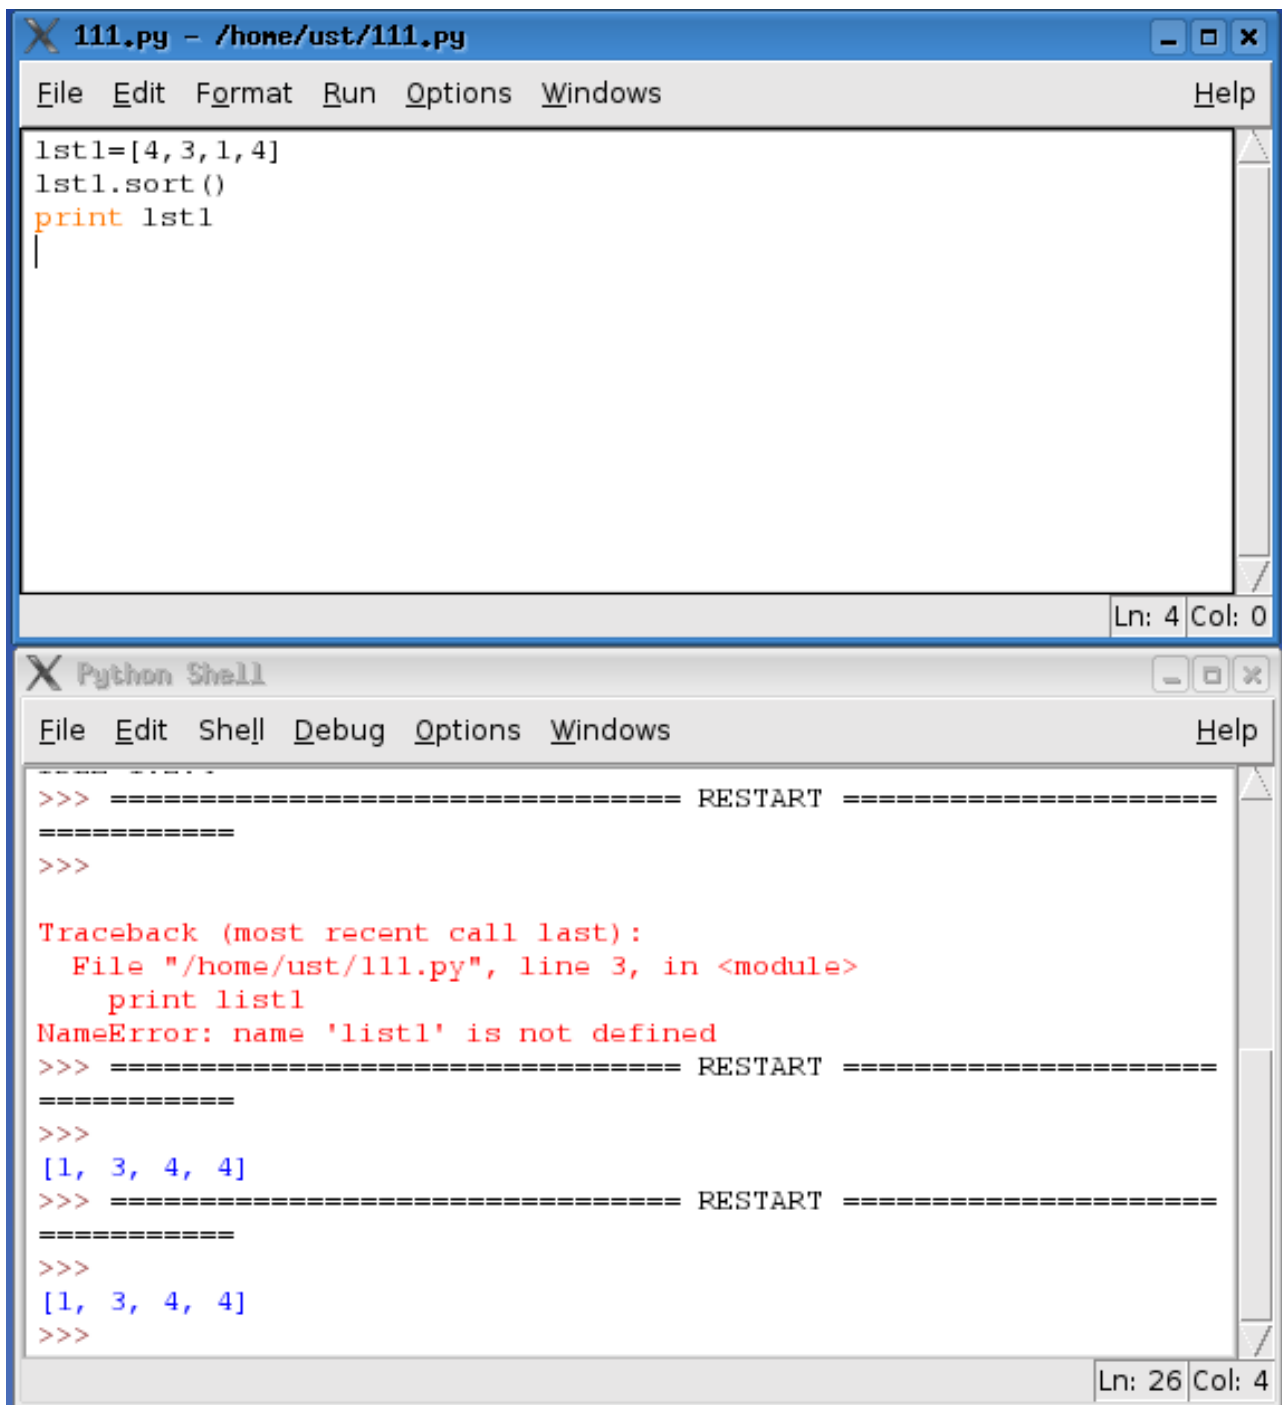 111.py - /home/ust/111.py
File Edit Format Run Options Windows Help
lst1=[4,3,1,4]
lst1.sort()
print lst1
Ln: 4 Col: 0
Python Shell
File Edit Shell Debug Options Windows Help
>>> ================================ RESTART =====================
===========
>>>
Traceback (most recent call last):
  File "/home/ust/111.py", line 3, in <module>
    print list1
NameError: name 'list1' is not defined
>>> ================================ RESTART =====================
===========
>>>
[1, 3, 4, 4]
>>> ================================ RESTART =====================
===========
>>>
[1, 3, 4, 4]
>>>
Ln: 26 Col: 4